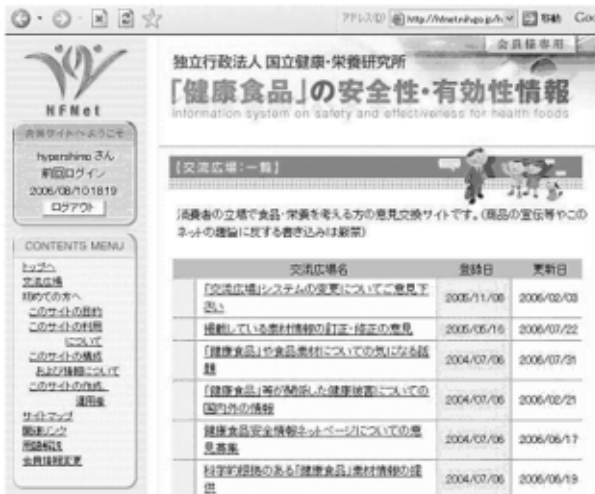 アドレス(D)
移動
会員様専用
独立行政法人 国立健康・栄養研究所
「健康食品」の安全性・有効性情報
information system on safety and effectiveness for health foods
NFNet
会員サイトへようこそ
hypershimo さん
前回ログイン
2006/08/101819
ログアウト
【交流広場:一覧】
消費者の立場で食品・栄養を考える方の意見交換サイトです。(商品の宣伝等やこの
ネットの趣旨に反する書き込みは厳禁)
CONTENTS MENU
トップへ
交流広場
初めての方へ
このサイトの目的
このサイトの利用
について
このサイトの構成
および情報について
このサイトの作成、
運用者
サイトマップ
関連リンク
用語解説
会員情報変更
交流広場名 登録日 更新日
「交流広場」システムの変更についてご意見下
さい 2005/11/08 2006/02/03
掲載している素材情報の訂正・修正の意見 2005/05/16 2006/07/22
「健康食品」や食品素材についての気になる話
題 2004/07/06 2006/07/31
「健康食品」等が関係した健康被害についての
国内外の情報 2004/07/06 2006/02/21
健康食品安全情報ネットページについての意
見募集 2004/07/06 2006/06/17
科学的根拠のある「健康食品」素材情報の提
供 2004/07/06 2006/06/19